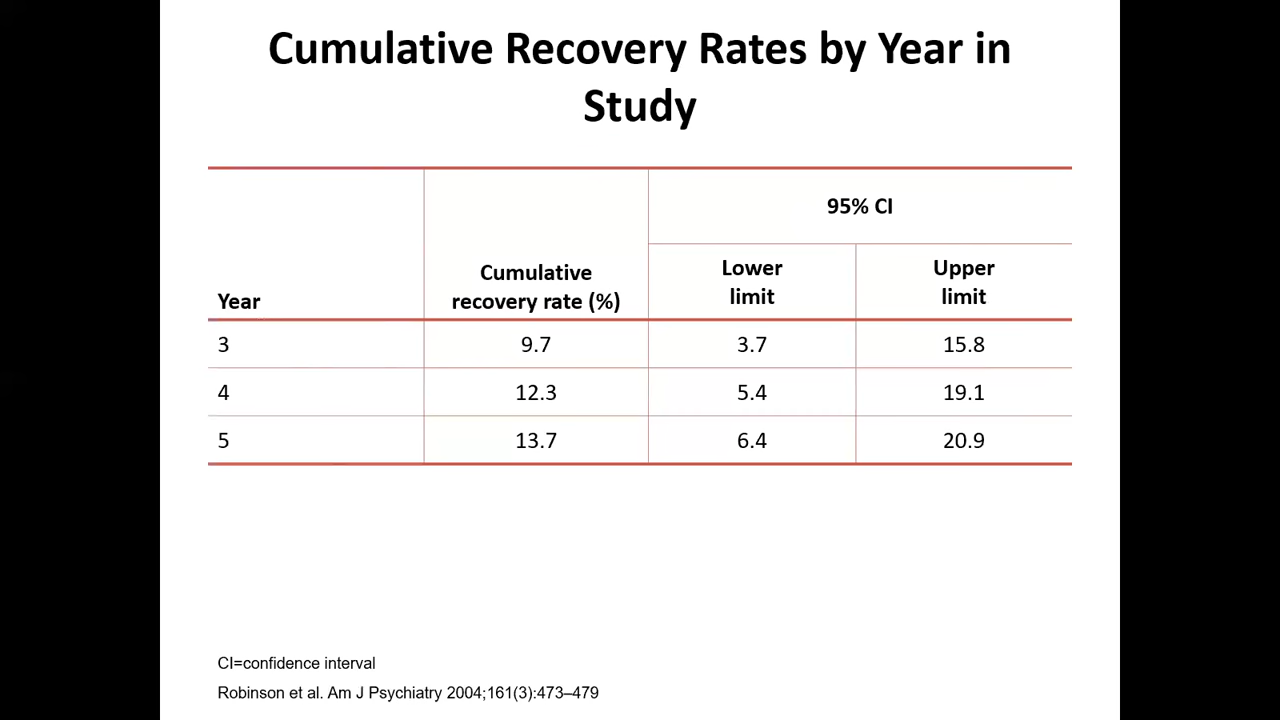 Cumulative Recovery Rates by Year in
Study
95% CI
Year
Cumulative
recovery rate (%)
Lower
limit
Upper
limit
3 9.7 3.7 15.8
4 12.3 5.4 19.1
5 13.7 6.4 20.9
CI=confidence interval
Robinson et al. Am J Psychiatry 2004;161(3):473–479